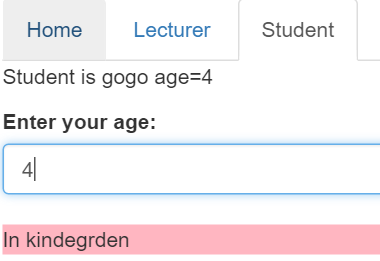 Home Lecturer Student
Student is gogo age=4
Enter your age:
4
In kindegrden